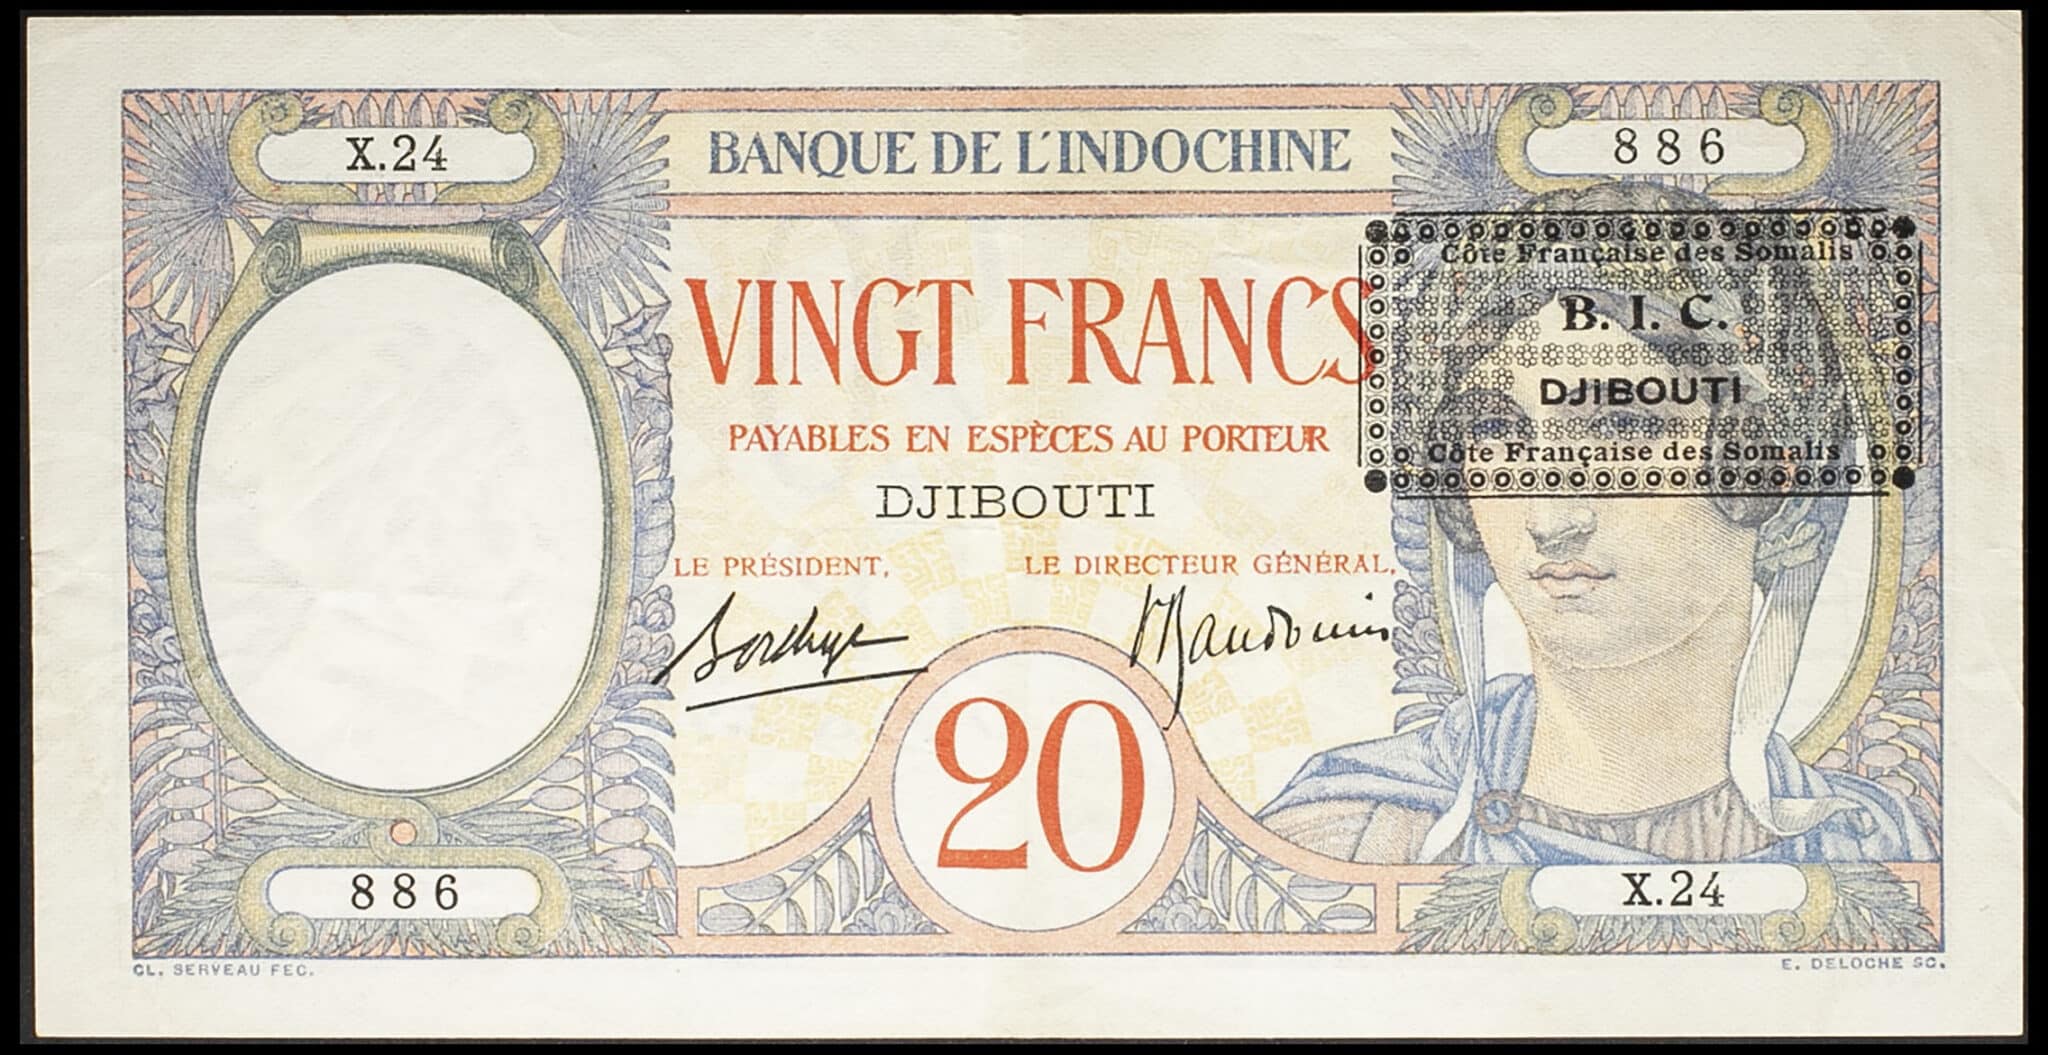 X.24
BANQUE DE L'INDOCHINE
886
Côte Française des Somalis
B. I. C.
DJIBOUTI
Côte Française des Somalis
VINGT FRANCS
PAYABLES EN ESPÈCES AU PORTEUR
DJIBOUTI
LE PRÉSIDENT,
LE DIRECTEUR GÉNÉRAL,
20
886
X.24
CL. SERVEAU FEC.
E. DELOCHE SC.